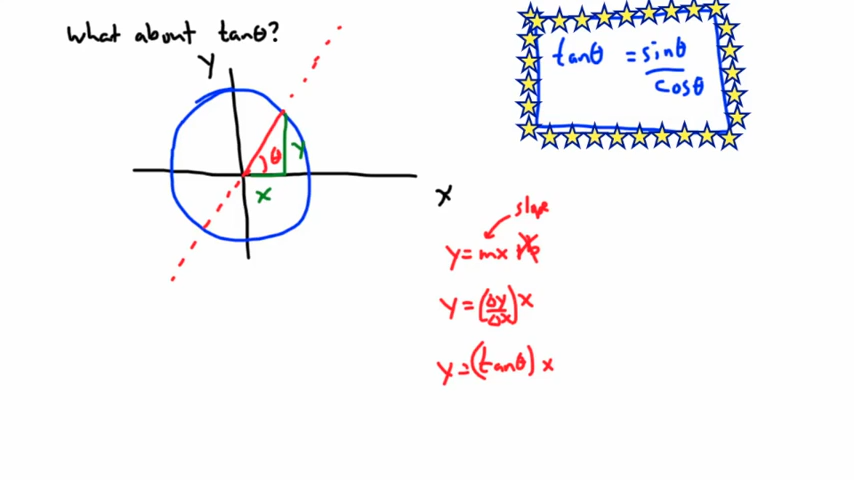 What about tanθ?
tanθ = sinθ
cosθ
y
θ
y
x
x
slope
y = mx
y = (Δy
Δx) x
y = (tanθ) x